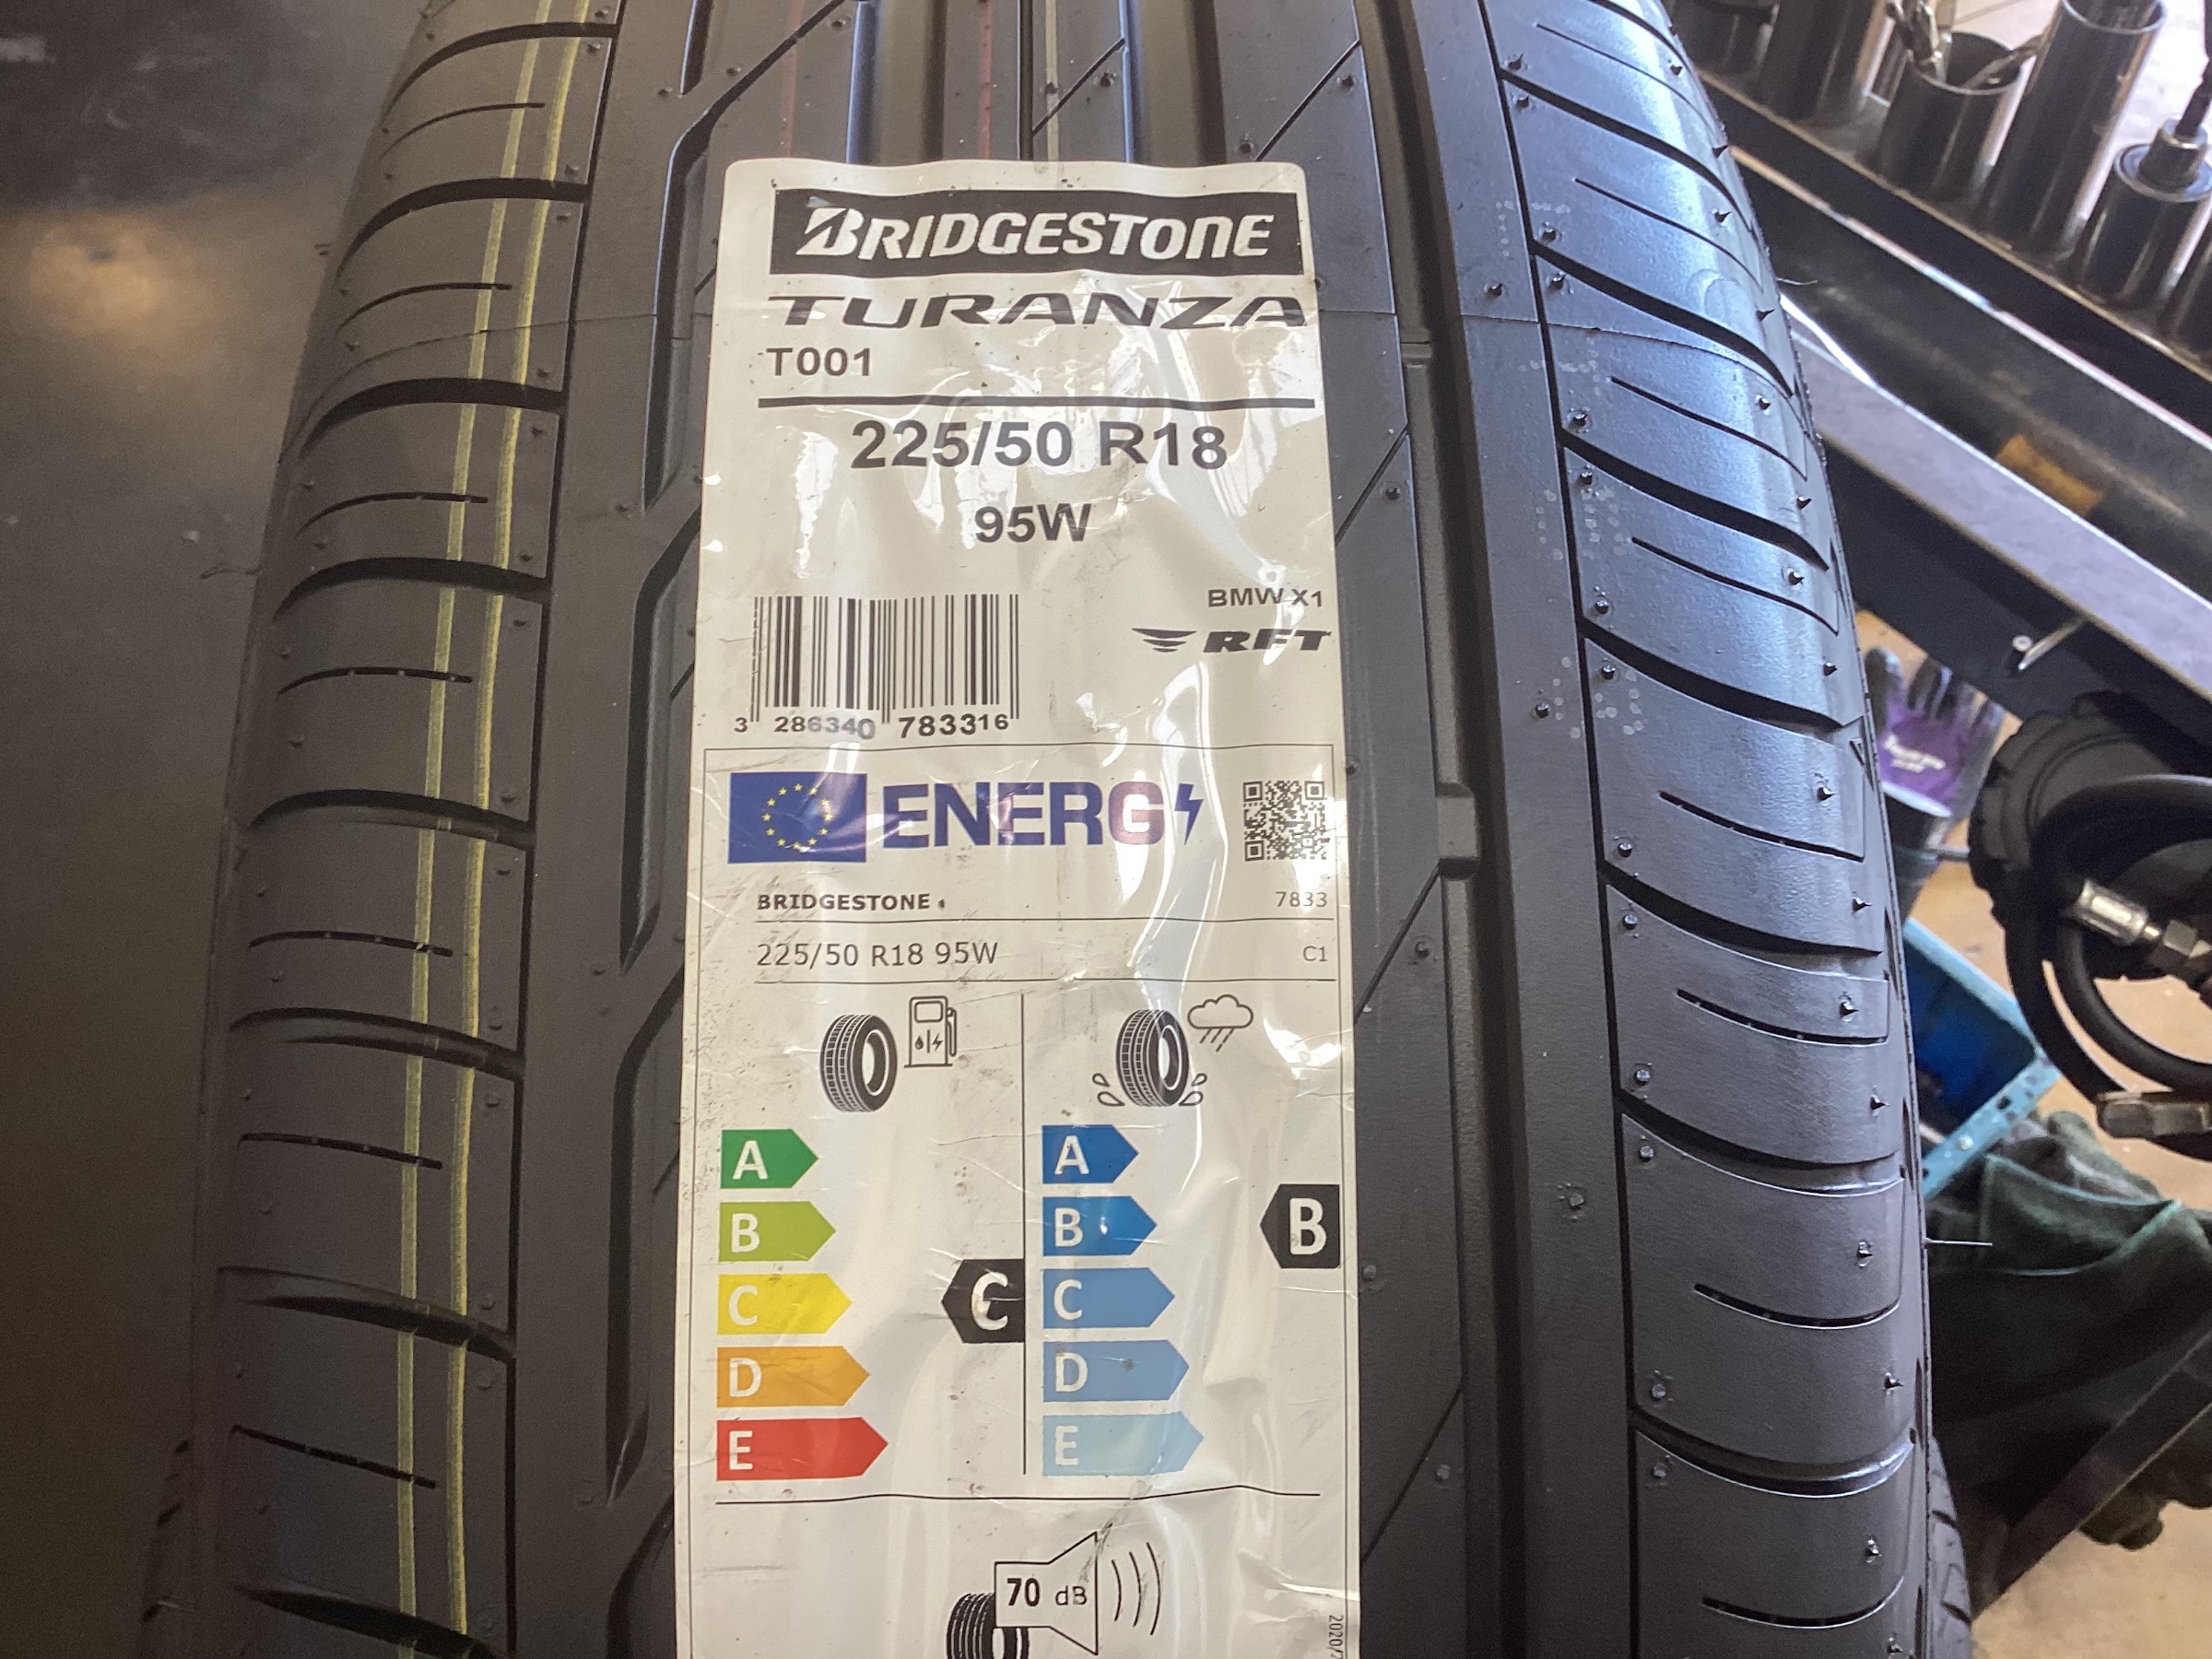 BRIDGESTONE
TURANZA
T001
225/50 R18
95W
BMW X1
RFT
3 286340 783316
ENERG
BRIDGESTONE 7833
225/50 R18 95W C1
A A
B B B
C C C
D D
E E
70 dB